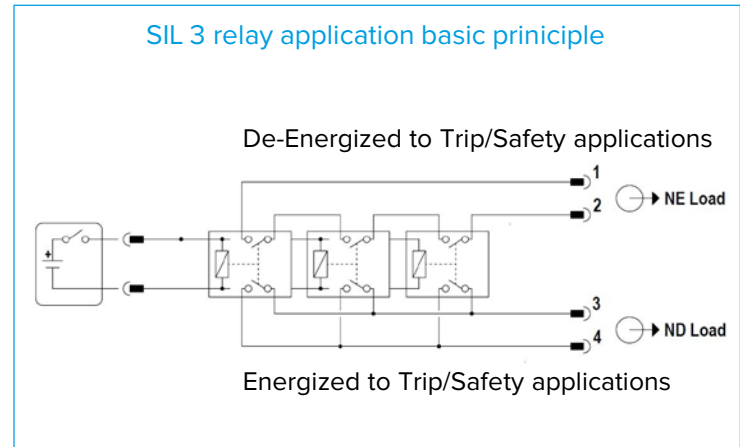 SIL 3 relay application basic priniciple
De-Energized to Trip/Safety applications
1
2
NE Load
+
3
4
ND Load
Energized to Trip/Safety applications